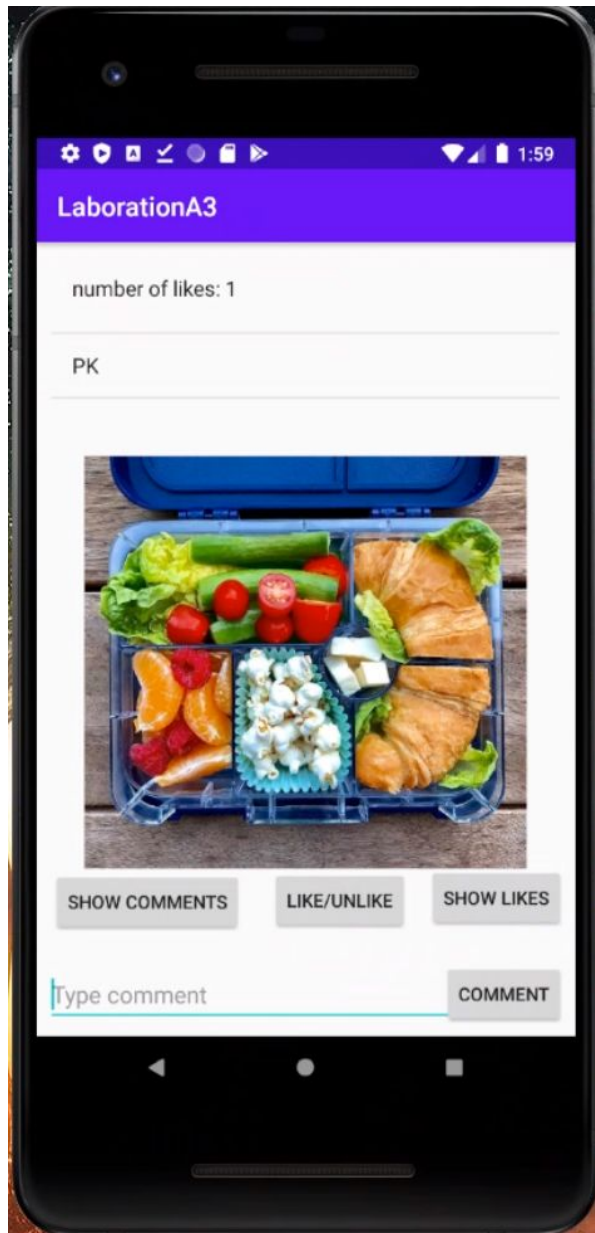 1:59
LaborationA3
number of likes: 1
PK
SHOW COMMENTS LIKE/UNLIKE SHOW LIKES
Type comment COMMENT